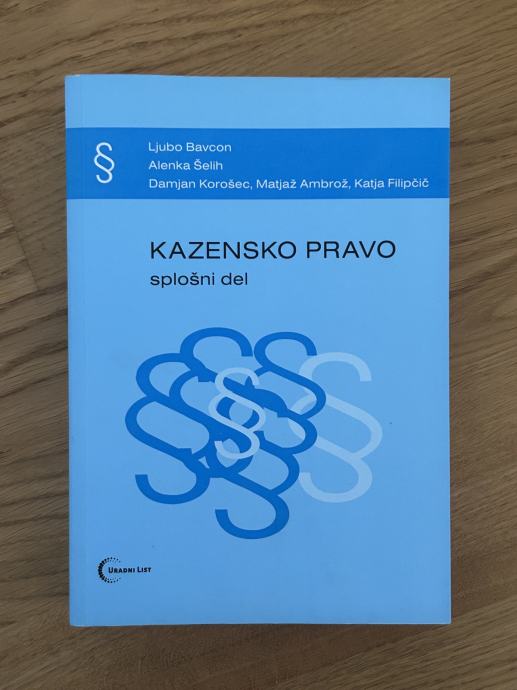 §
Ljubo Bavcon
Alenka Šelih
Damjan Korošec, Matjaž Ambrož, Katja Filipčič
KAZENSKO PRAVO
splošni del
URADNI LIST